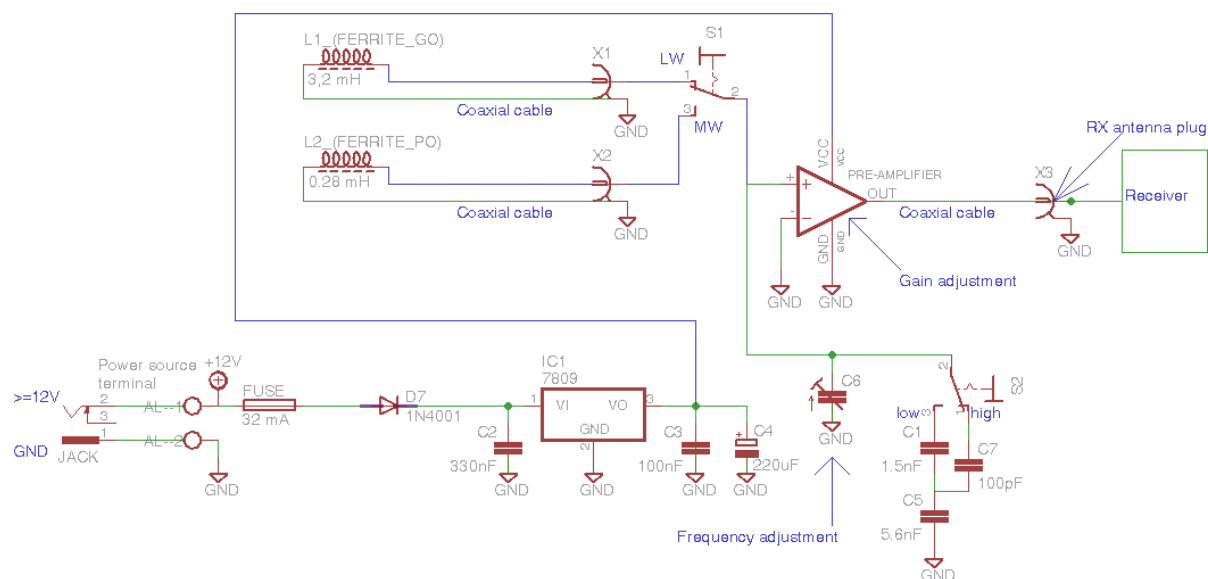 S1
L1_(FERRITE_GO)
3,2 mH
X1
LW
1
2
3
MW
Coaxial cable
GND
L2_(FERRITE_PO)
0.28 mH
X2
Coaxial cable
GND
VCC
VCC
PRE-AMPLIFIER
+
-
OUT
GND
GND
GND
GND
Coaxial cable
Gain adjustment
RX antenna plug
X3
GND
Receiver
Power source
terminal
+12V
>=12V
2
3
1
GND
JACK
AL--1
AL--2
GND
FUSE
32 mA
D7
1N4001
C2
330nF
GND
IC1
7809
1
VI
VO
3
GND
2
GND
C3
100nF
GND
+
C4
220uF
GND
C6
GND
Frequency adjustment
2
S2
low
3
1
high
C1
1.5nF
C7
100pF
C5
5.6nF
GND